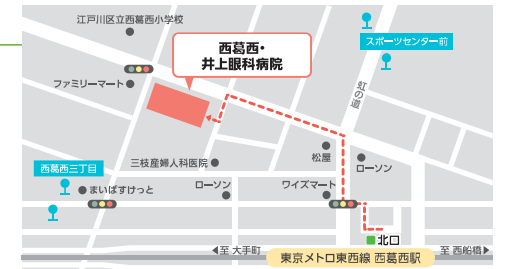 江戸川区立西葛西小学校
西葛西・
井上眼科病院
スポーツセンター前
ファミリーマート
虹の道
松屋
ローソン
三枝産婦人科医院
西葛西三丁目
まいばすけっと
ローソン
ワイズマート
北口
至 大手町
至 西船橋
東京メトロ東西線 西葛西駅